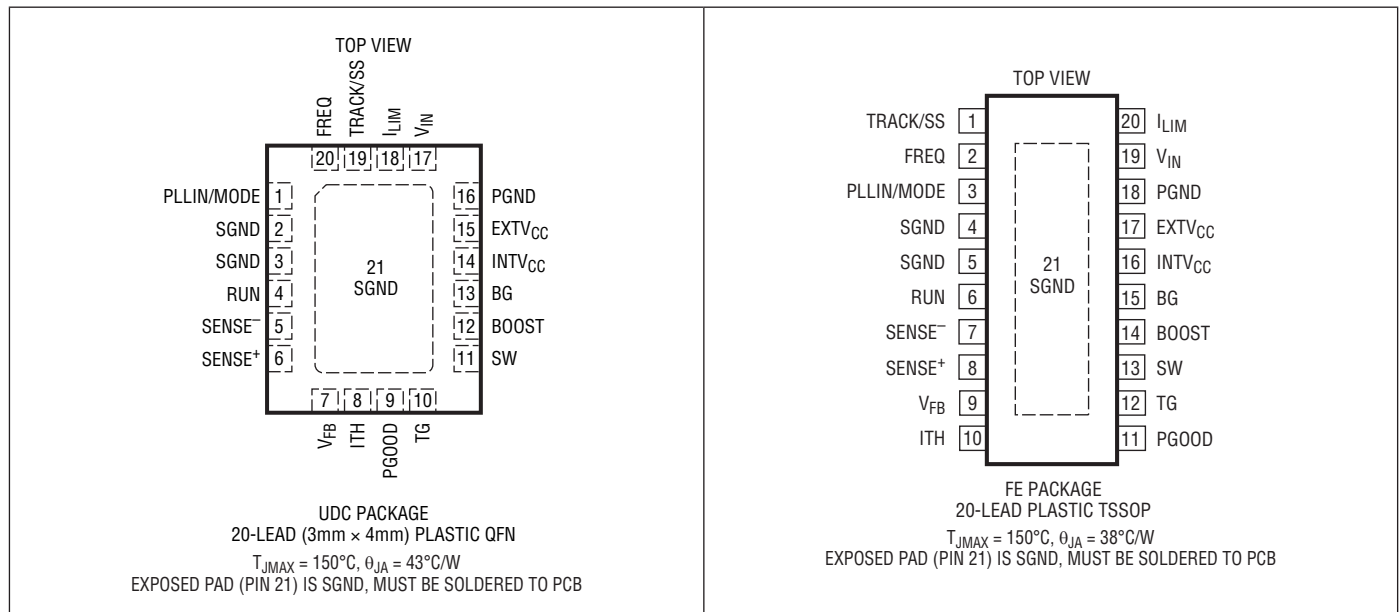 TOP VIEW
FREQ
TRACK/SS
ILIM
VIN
20 19 18 17
PLLIN/MODE 1
SGND 2
SGND 3
RUN 4
SENSE– 5
SENSE+ 6
16 PGND
15 EXTVCC
14 INTVCC
13 BG
12 BOOST
11 SW
21
SGND
7 8 9 10
VFB
ITH
PGOOD
TG
UDC PACKAGE
20-LEAD (3mm × 4mm) PLASTIC QFN
TJMAX = 150°C, θJA = 43°C/W
EXPOSED PAD (PIN 21) IS SGND, MUST BE SOLDERED TO PCB
TOP VIEW
TRACK/SS 1
FREQ 2
PLLIN/MODE 3
SGND 4
SGND 5
RUN 6
SENSE– 7
SENSE+ 8
VFB 9
ITH 10
21
SGND
20 ILIM
19 VIN
18 PGND
17 EXTVCC
16 INTVCC
15 BG
14 BOOST
13 SW
12 TG
11 PGOOD
FE PACKAGE
20-LEAD PLASTIC TSSOP
TJMAX = 150°C, θJA = 38°C/W
EXPOSED PAD (PIN 21) IS SGND, MUST BE SOLDERED TO PCB